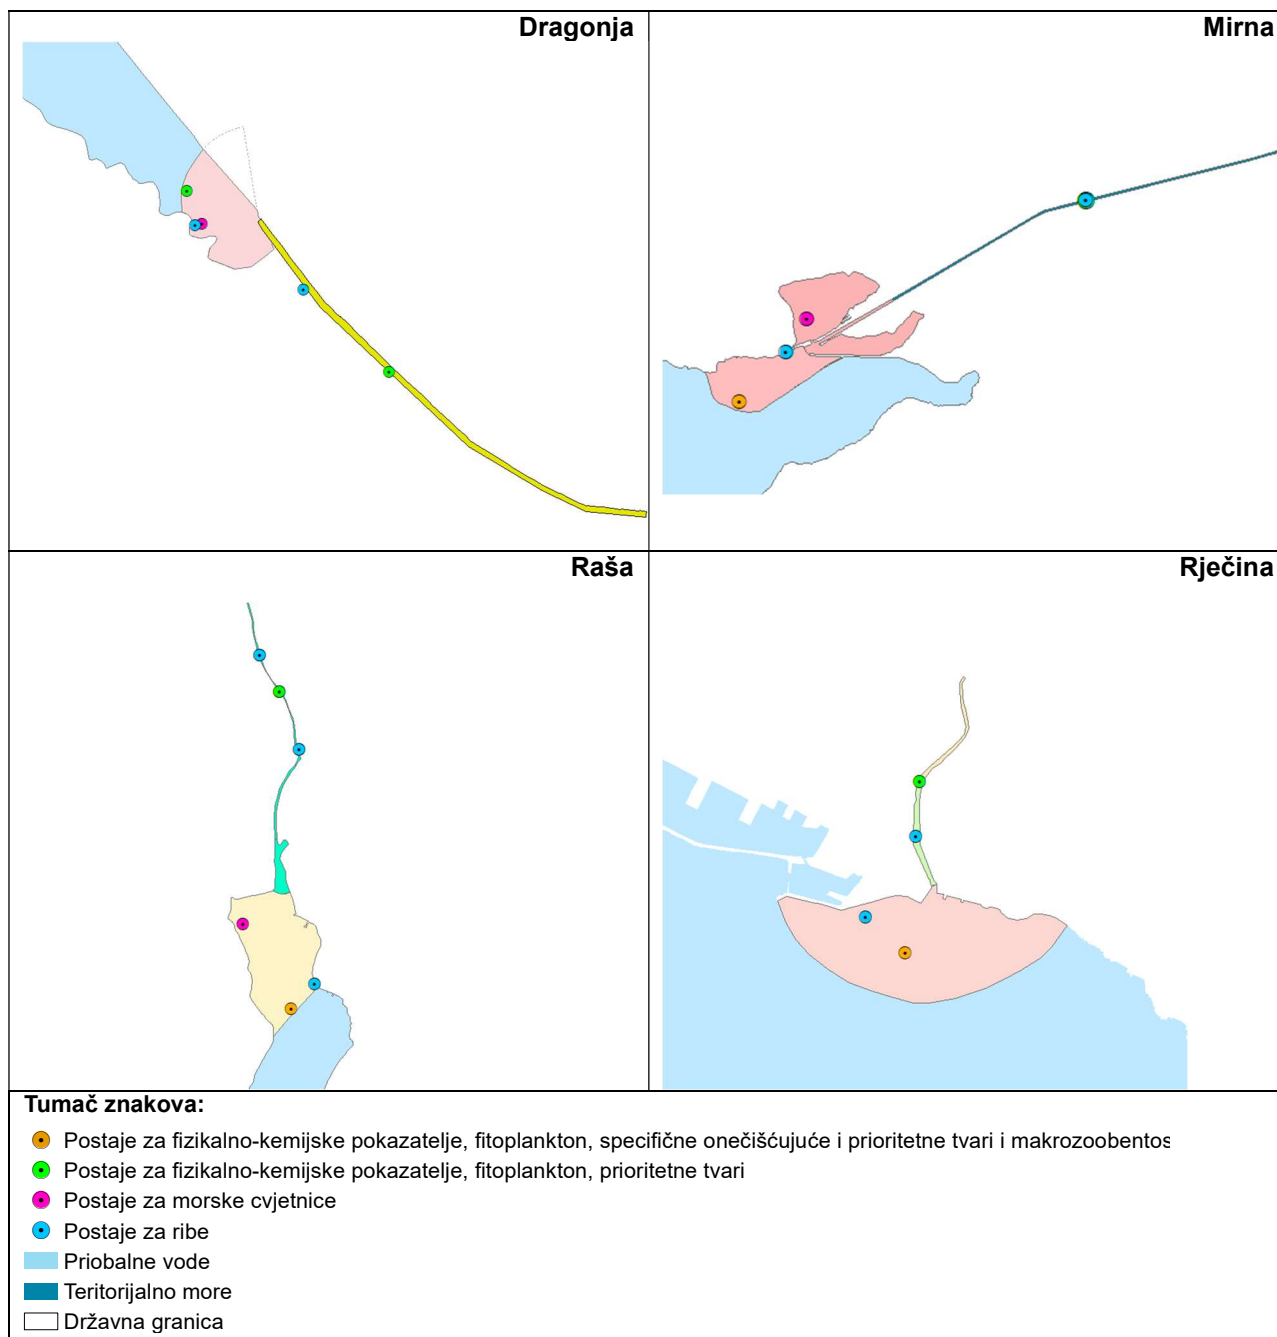 Dragonja
Mirna
Raša
Rječina
Tumač znakova:
Postaje za fizikalno-kemijske pokazatelje, fitoplankton, specifične onečišćujuće i prioritetne tvari i makrozoobentos
Postaje za fizikalno-kemijske pokazatelje, fitoplankton, prioritetne tvari
Postaje za morske cvjetnice
Postaje za ribe
Priobalne vode
Teritorijalno more
Državna granica